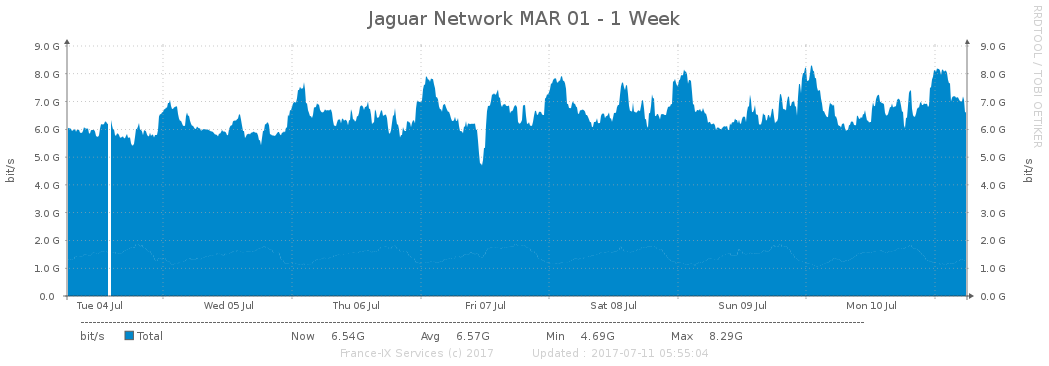 Jaguar Network MAR 01 - 1 Week
RRDTOOL / TOBI OETIKER
9.0 G 9.0 G
8.0 G 8.0 G
7.0 G 7.0 G
6.0 G 6.0 G
5.0 G 5.0 G
4.0 G 4.0 G
3.0 G 3.0 G
2.0 G 2.0 G
1.0 G 1.0 G
0.0 0.0 G
bit/s bit/s
Tue 04 Jul Wed 05 Jul Thu 06 Jul Fri 07 Jul Sat 08 Jul Sun 09 Jul Mon 10 Jul
bit/s Total Now 6.54G Avg 6.57G Min 4.69G Max 8.29G
France-IX Services (c) 2017 Updated : 2017-07-11 05:55:04